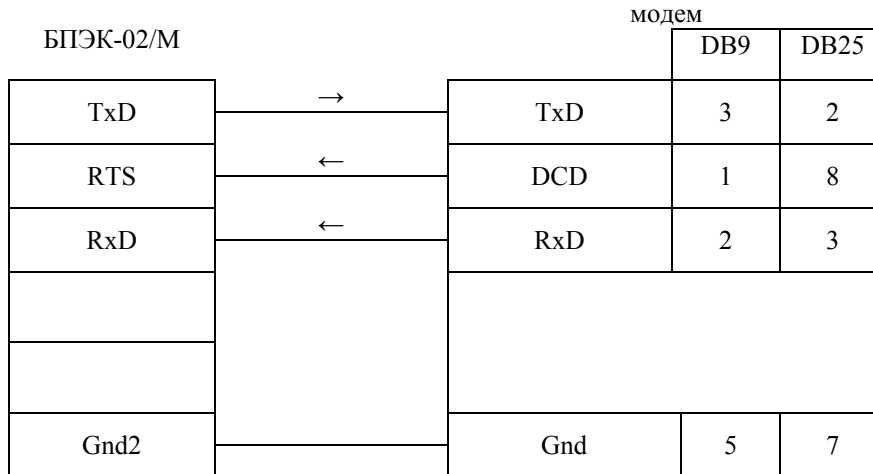 модем
БПЭК-02/М
DB9 DB25
TxD → TxD 3 2
RTS ← DCD 1 8
RxD ← RxD 2 3
Gnd2 Gnd 5 7